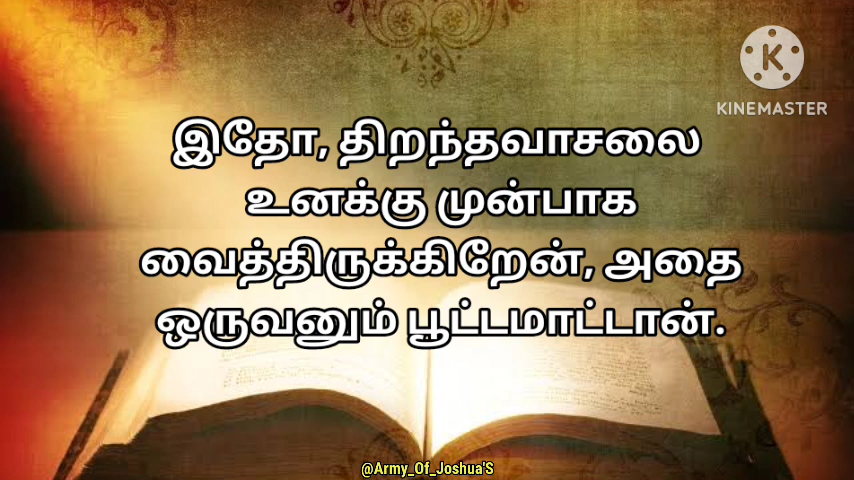 KINEMASTER
இதோ, திறந்தவாசலை
உனக்கு முன்பாக
வைத்திருக்கிறேன், அதை
ஒருவனும் பூட்டமாட்டான்.
@Army_Of_Joshua'S